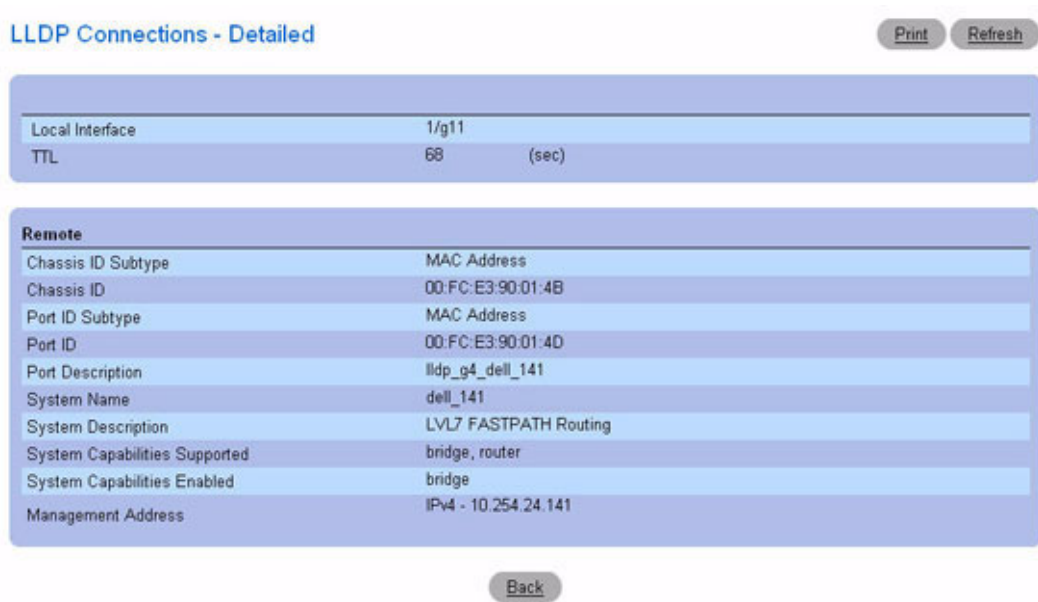 LLDP Connections - Detailed Print Refresh
Local Interface 1/g11
TTL 68 (sec)
Remote
Chassis ID Subtype MAC Address
Chassis ID 00:FC:E3:90:01:4B
Port ID Subtype MAC Address
Port ID 00:FC:E3:90:01:4D
Port Description lldp_g4_dell_141
System Name dell_141
System Description LVL7 FASTPATH Routing
System Capabilities Supported bridge, router
System Capabilities Enabled bridge
Management Address IPv4 - 10.254.24.141
Back